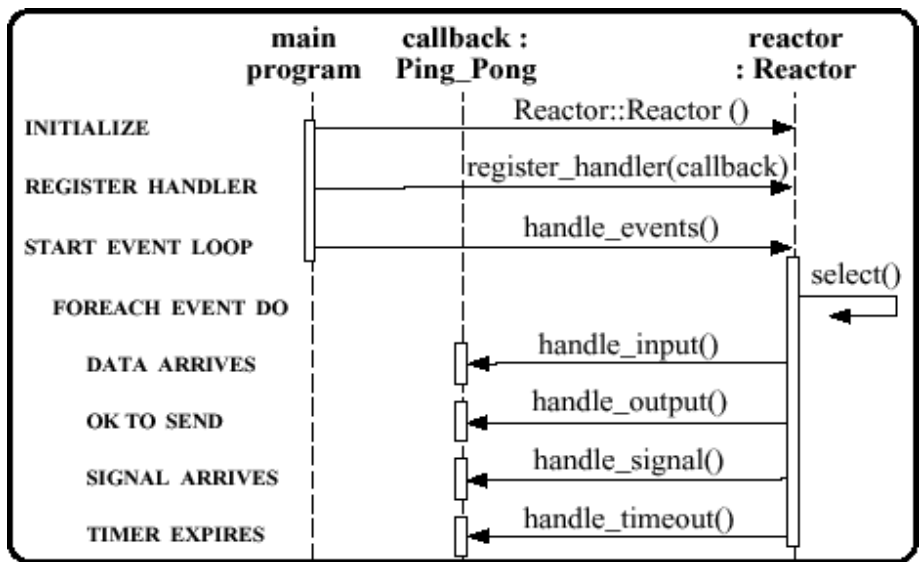 main program
callback : Ping_Pong
reactor : Reactor
INITIALIZE
Reactor::Reactor ()
REGISTER HANDLER
register_handler(callback)
START EVENT LOOP
handle_events()
select()
FOREACH EVENT DO
DATA ARRIVES
handle_input()
OK TO SEND
handle_output()
SIGNAL ARRIVES
handle_signal()
TIMER EXPIRES
handle_timeout()